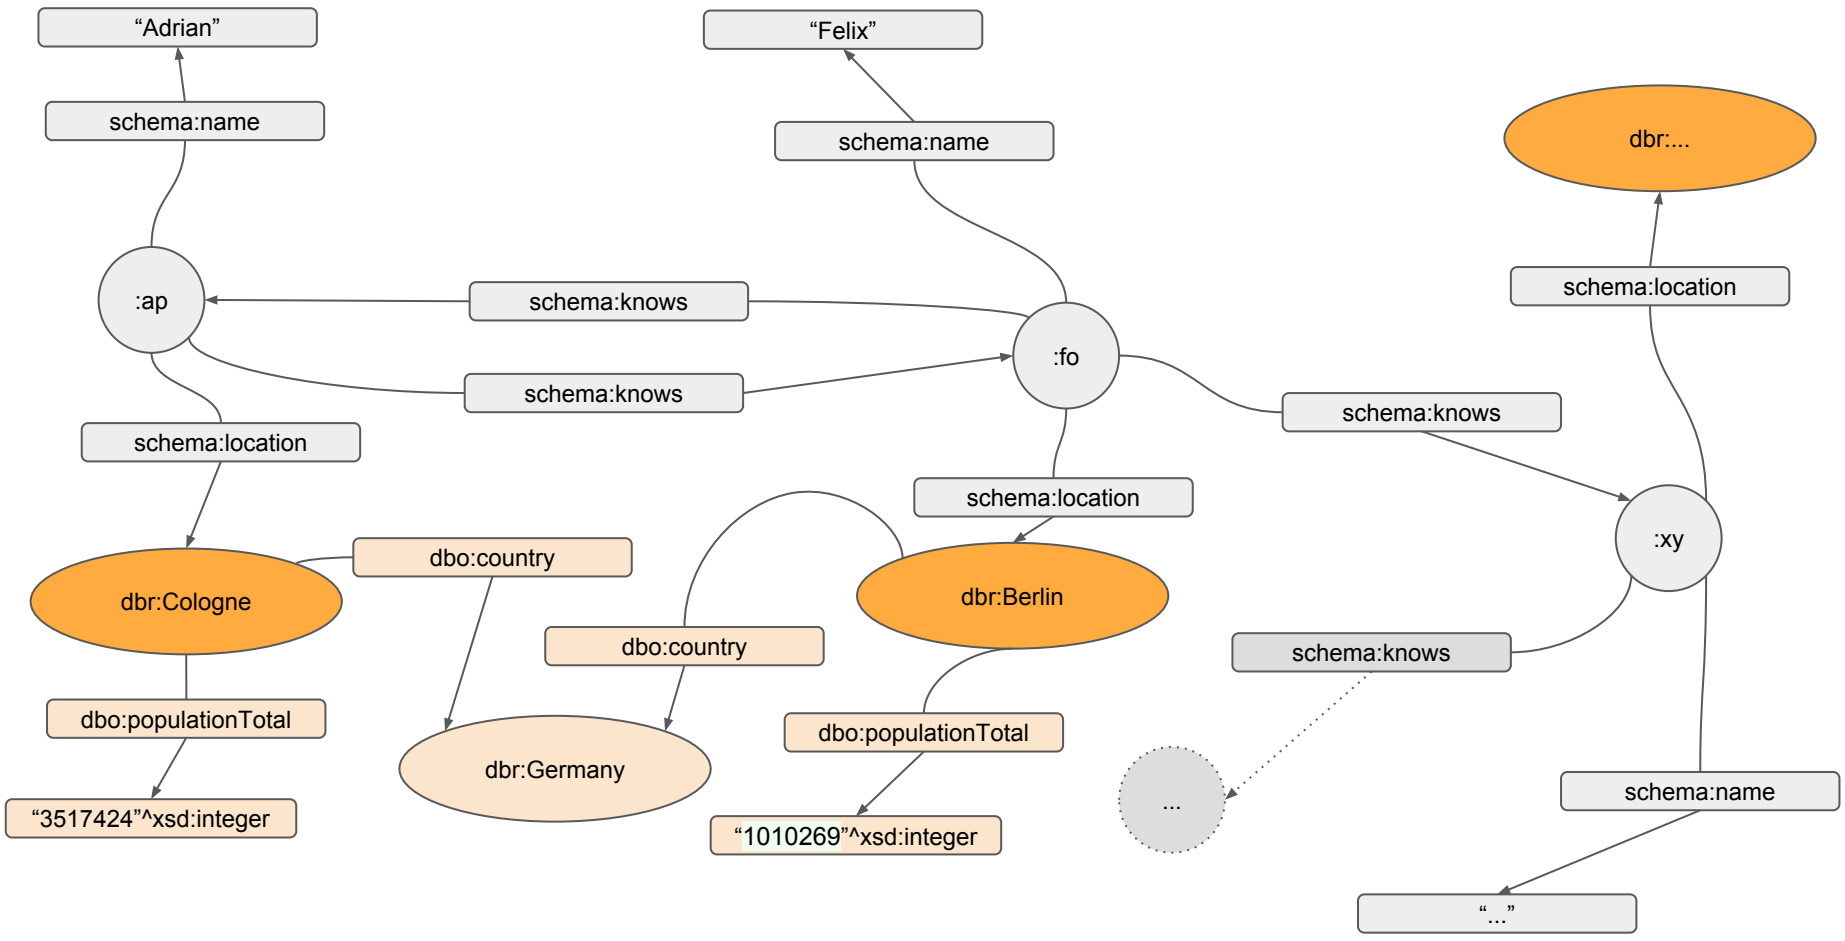 “Adrian”
“Felix”
schema:name
schema:name
dbr:...
schema:location
:ap
schema:knows
:fo
schema:knows
schema:knows
schema:location
schema:location
:xy
dbo:country
dbr:Cologne
dbr:Berlin
dbo:country
schema:knows
dbo:populationTotal
dbo:populationTotal
dbr:Germany
schema:name
...
“3517424”^xsd:integer
“1010269”^xsd:integer
“...”